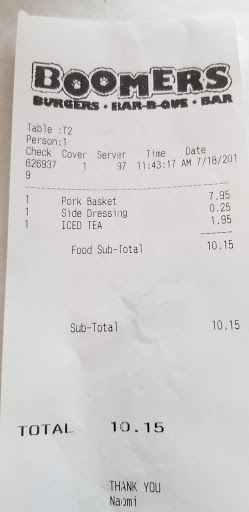 BOOMERS
BURGERS • BAR-B-QUE • BAR
Table :T2
Person:1
Check Cover Server Time Date
626937 1 97 11:43:17 AM 7/18/201
9
1 Pork Basket 7.95
1 Side Dressing 0.25
1 ICED TEA 1.95
Food Sub-Total 10.15
Sub-Total 10.15
TOTAL 10.15
THANK YOU
Naomi